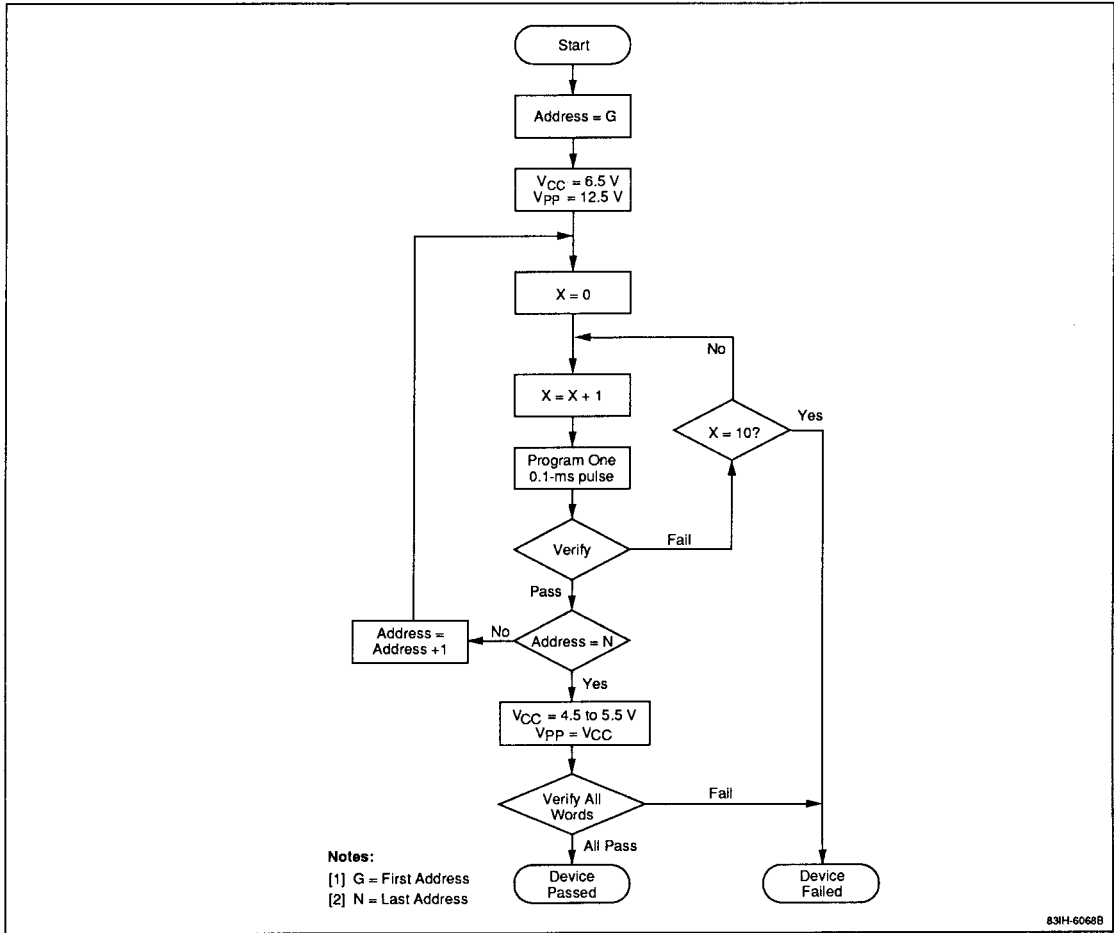 Start
Address = G
VCC = 6.5 V
VPP = 12.5 V
X = 0
No
X = X + 1
X = 10?
Yes
Program One
0.1-ms pulse
Verify
Fail
Pass
Address =
Address +1
No
Address = N
Yes
VCC = 4.5 to 5.5 V
VPP = VCC
Verify All
Words
Fail
All Pass
Device
Passed
Device
Failed
Notes:
[1] G = First Address
[2] N = Last Address
83IH-6068B